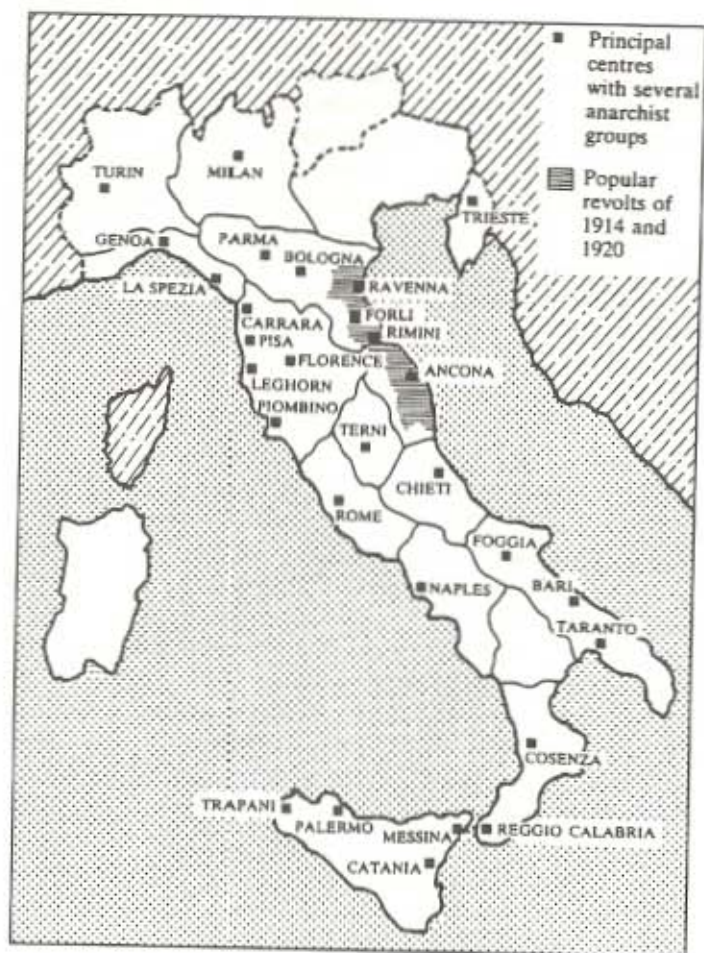 Principal
centres
with several
anarchist
groups
Popular
revolts of
1914 and
1920
TURIN
MILAN
TRIESTE
GENOA
PARMA
BOLOGNA
LA SPEZIA
RAVENNA
CARRARA
FORLI
PISA
RIMINI
FLORENCE
LEGHORN
ANCONA
PIOMBINO
TERNI
CHIETI
ROME
FOGGIA
NAPLES
BARI
TARANTO
COSENZA
TRAPANI
PALERMO
MESSINA
REGGIO CALABRIA
CATANIA